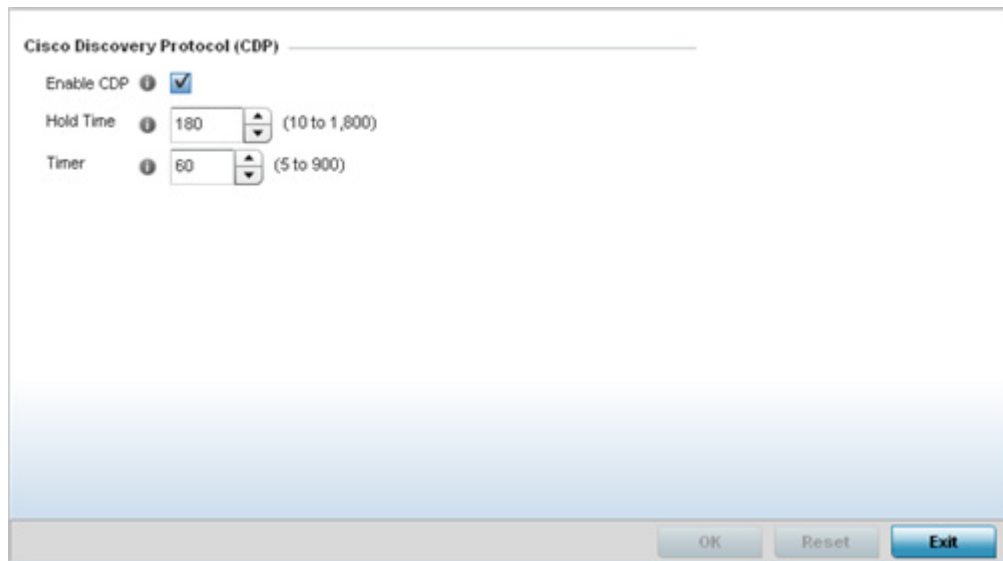 Cisco Discovery Protocol (CDP)
Enable CDP
Hold Time 180 (10 to 1,800)
Timer 60 (5 to 900)
OK Reset Exit